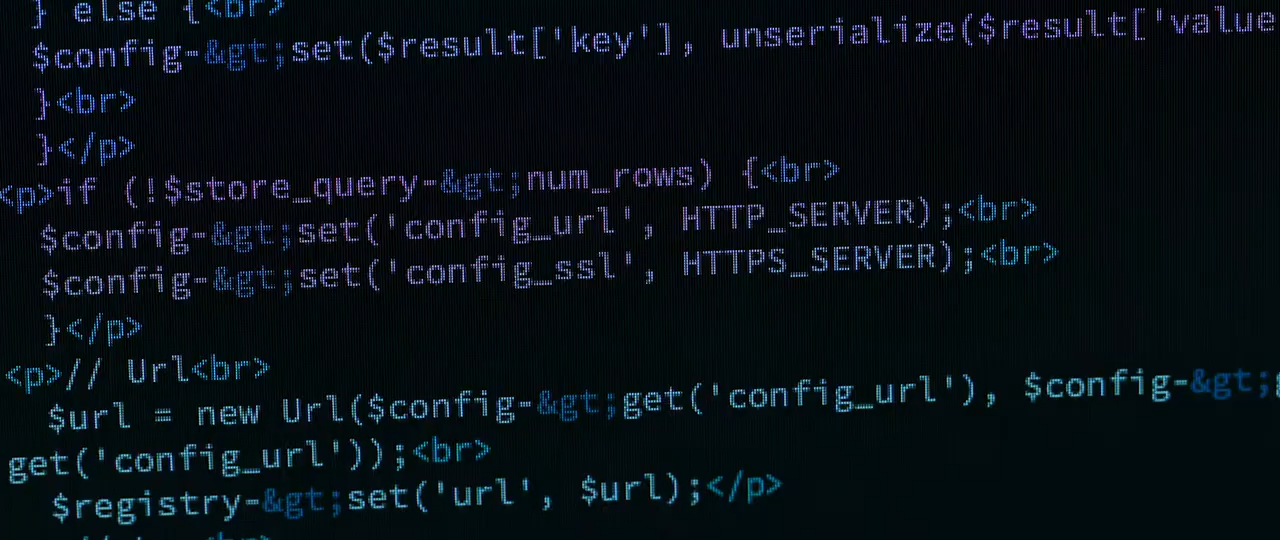 } else {<br>
$config-&gt;set($result['key'], unserialize($result['value
}<br>
}</p>
<p>if (!$store_query-&gt;num_rows) {<br>
$config-&gt;set('config_url', HTTP_SERVER);<br>
$config-&gt;set('config_ssl', HTTPS_SERVER);<br>
}</p>
<p>// Url<br>
$url = new Url($config-&gt;get('config_url'), $config-&gt;
get('config_url'));<br>
$registry-&gt;set('url', $url);</p>